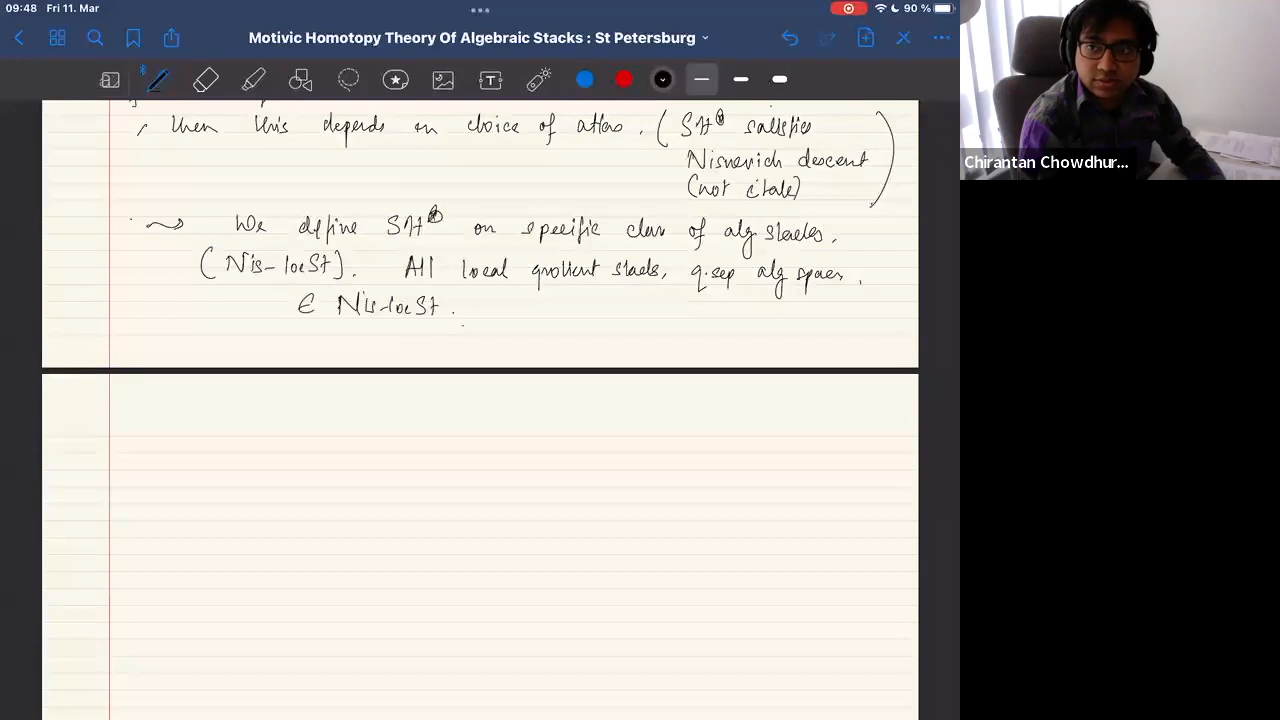 09:48 Fri 11. Mar
90 %
Motivic Homotopy Theory Of Algebraic Stacks : St Petersburg
, then this depends on choice of atlas . ( SH^⊗ satisfies
Nisnevich descent
(not étale) )
⇝ We define SH^⊗ on specific class of alg stacks.
( Nis-locSt ). All local quotient stacks, q.sep alg spaces .
∈ Nis-locSt .
Chirantan Chowdhur...